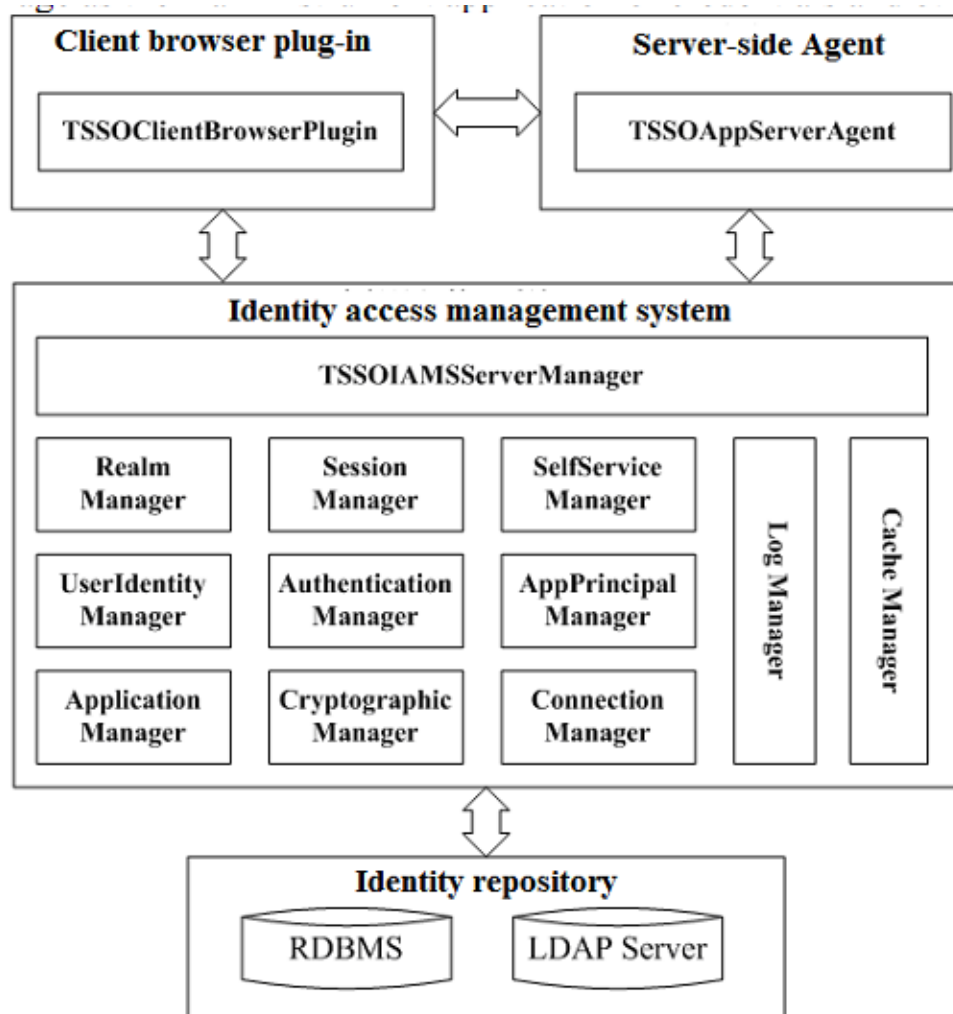 Client browser plug-in
Server-side Agent
TSSOClientBrowserPlugin
TSSOAppServerAgent
Identity access management system
TSSOIAMSServerManager
Realm
Manager
Session
Manager
SelfService
Manager
UserIdentity
Manager
Authentication
Manager
AppPrincipal
Manager
Application
Manager
Cryptographic
Manager
Connection
Manager
Log Manager
Cache Manager
Identity repository
RDBMS
LDAP Server